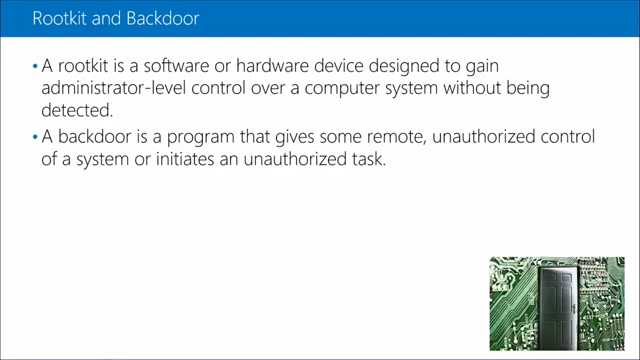 Rootkit and Backdoor
• A rootkit is a software or hardware device designed to gain
administrator-level control over a computer system without being
detected.
• A backdoor is a program that gives some remote, unauthorized control
of a system or initiates an unauthorized task.